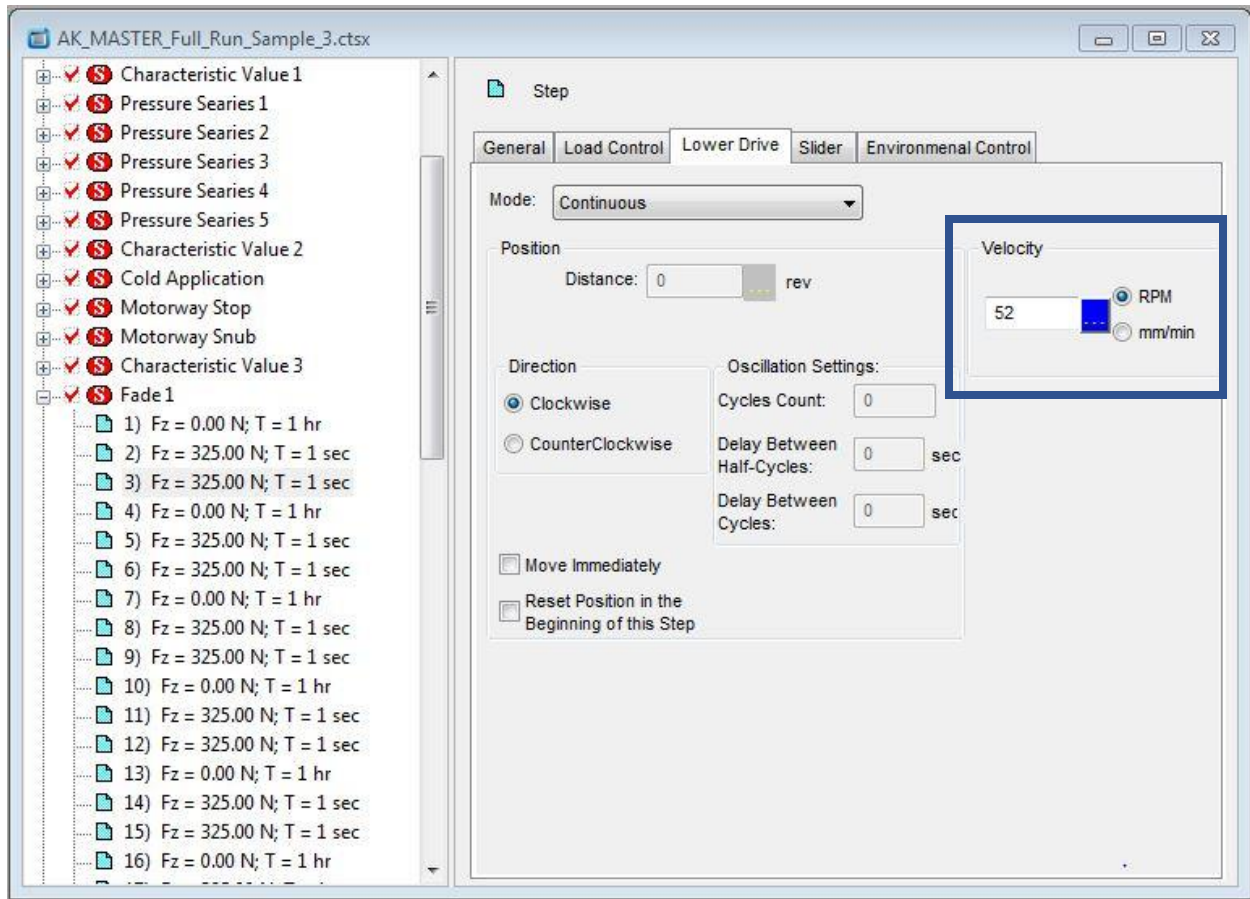 AK_MASTER_Full_Run_Sample_3.ctsx
Characteristic Value 1
Pressure Searies 1
Pressure Searies 2
Pressure Searies 3
Pressure Searies 4
Pressure Searies 5
Characteristic Value 2
Cold Application
Motorway Stop
Motorway Snub
Characteristic Value 3
Fade 1
1) Fz = 0.00 N; T = 1 hr
2) Fz = 325.00 N; T = 1 sec
3) Fz = 325.00 N; T = 1 sec
4) Fz = 0.00 N; T = 1 hr
5) Fz = 325.00 N; T = 1 sec
6) Fz = 325.00 N; T = 1 sec
7) Fz = 0.00 N; T = 1 hr
8) Fz = 325.00 N; T = 1 sec
9) Fz = 325.00 N; T = 1 sec
10) Fz = 0.00 N; T = 1 hr
11) Fz = 325.00 N; T = 1 sec
12) Fz = 325.00 N; T = 1 sec
13) Fz = 0.00 N; T = 1 hr
14) Fz = 325.00 N; T = 1 sec
15) Fz = 325.00 N; T = 1 sec
16) Fz = 0.00 N; T = 1 hr
Step
General Load Control Lower Drive Slider Environmenal Control
Mode: Continuous
Position
Distance: 0 ... rev
Velocity
52 ... RPM
mm/min
Direction
Clockwise
CounterClockwise
Oscillation Settings:
Cycles Count: 0
Delay Between
Half-Cycles: 0 sec
Delay Between
Cycles: 0 sec
Move Immediately
Reset Position in the
Beginning of this Step